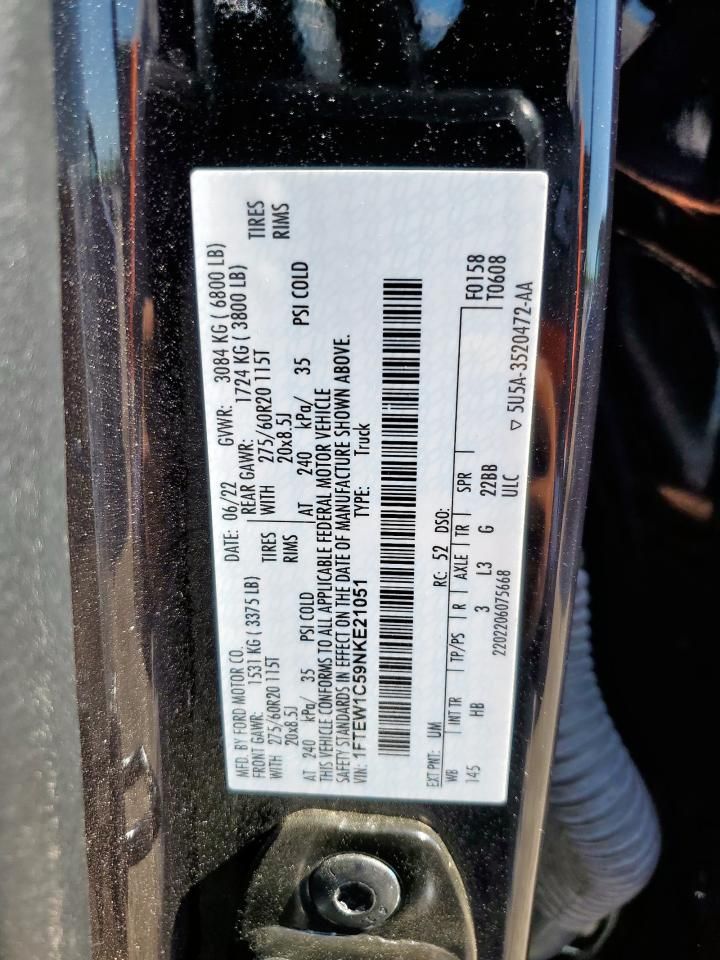 MFD. BY FORD MOTOR CO. DATE: 06/22 GVWR: 3084 KG ( 6800 LB)
FRONT GAWR: 1531 KG ( 3375 LB) REAR GAWR: 1724 KG ( 3800 LB)
WITH 275/60R20 115T TIRES WITH 275/60R20 115T TIRES
20x8.5J RIMS 20x8.5J RIMS
AT 240 kPa/ 35 PSI COLD AT 240 kPa/ 35 PSI COLD
THIS VEHICLE CONFORMS TO ALL APPLICABLE FEDERAL MOTOR VEHICLE
SAFETY STANDARDS IN EFFECT ON THE DATE OF MANUFACTURE SHOWN ABOVE.
VIN: 1FTEW1C59NKE21051 TYPE: Truck
EXT PNT: UM RC: 52 DSO:
WB INT TR TP/PS R AXLE TR SPR F0158
145 HB 3 L3 G 22BB T0608
2202206075668 ULC
▽ 5U5A-3520472-AA